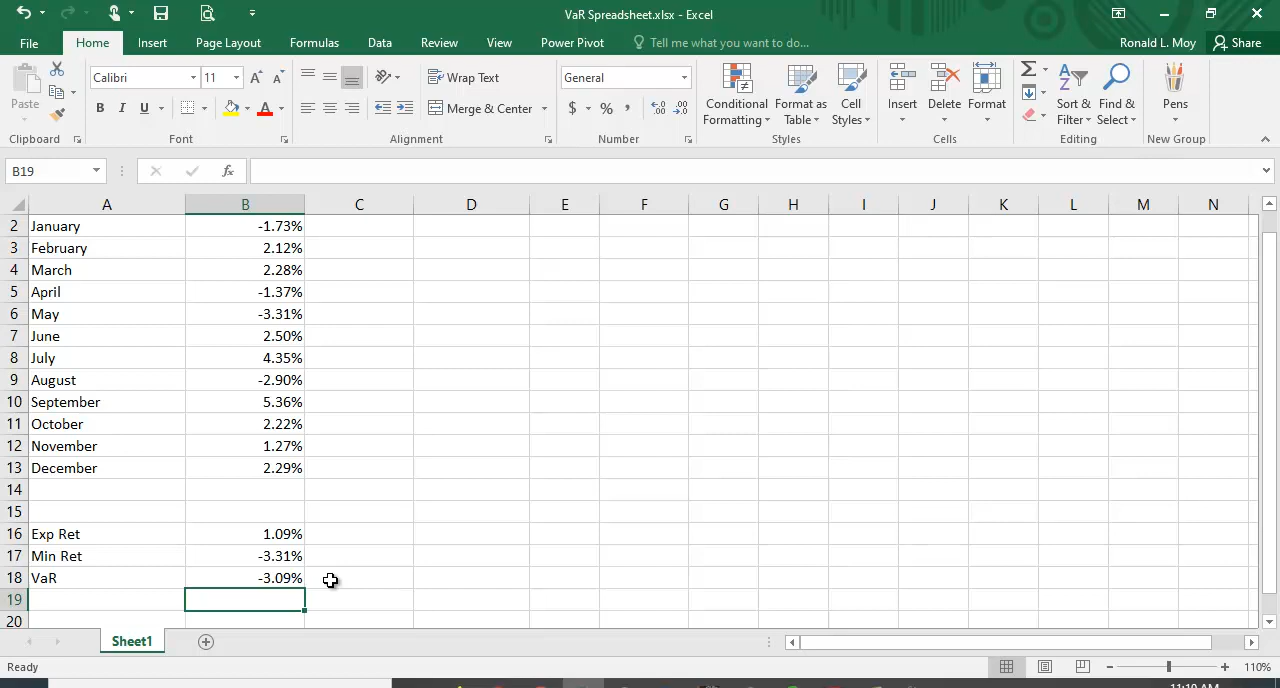 VaR Spreadsheet.xlsx - Excel
File Home Insert Page Layout Formulas Data Review View Power Pivot Tell me what you want to do... Ronald L. Moy Share
Paste
Calibri 11
B I U A
Wrap Text
Merge & Center
General
$ % ,
Conditional Formatting
Format as Table
Cell Styles
Insert
Delete
Format
Sort & Filter
Find & Select
Pens
Clipboard Font Alignment Number Styles Cells Editing New Group
B19 fx
A B C D E F G H I J K L M N
2 January -1.73%
3 February 2.12%
4 March 2.28%
5 April -1.37%
6 May -3.31%
7 June 2.50%
8 July 4.35%
9 August -2.90%
10 September 5.36%
11 October 2.22%
12 November 1.27%
13 December 2.29%
14
15
16 Exp Ret 1.09%
17 Min Ret -3.31%
18 VaR -3.09%
19
20
Sheet1
Ready 110%